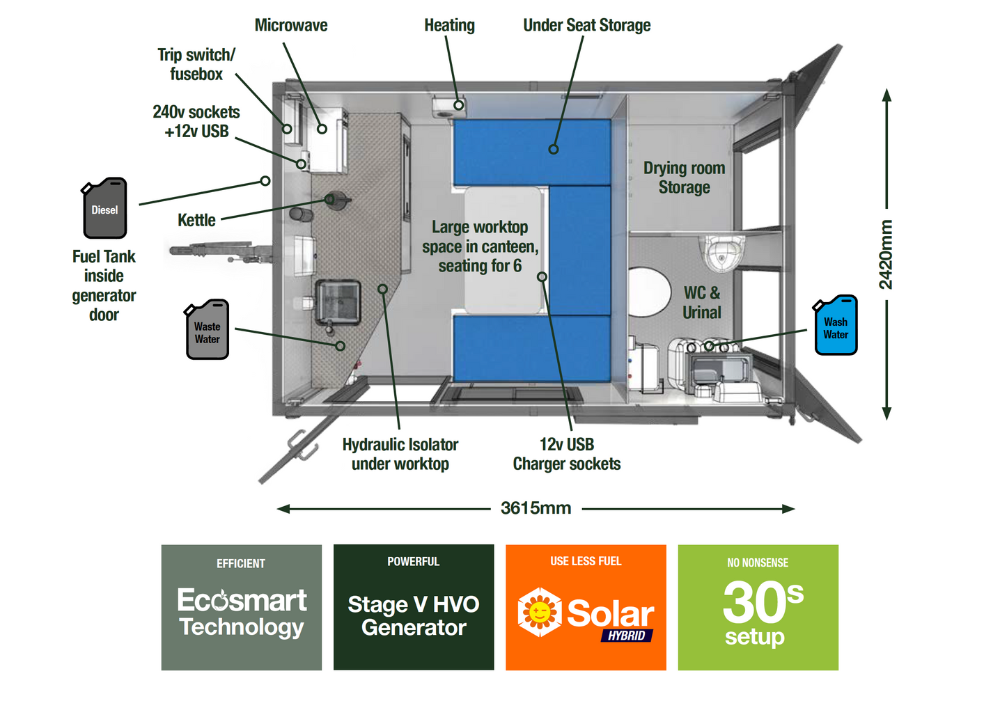 Microwave
Heating
Under Seat Storage
Trip switch/
fusebox
240v sockets
+12v USB
Drying room
Storage
Diesel
Kettle
Large worktop
space in canteen,
seating for 6
2420mm
Fuel Tank
inside
generator
door
WC &
Urinal
Waste
Water
Wash
Water
Hydraulic Isolator
under worktop
12v USB
Charger sockets
3615mm
EFFICIENT
Ecosmart
Technology
POWERFUL
Stage V HVO
Generator
USE LESS FUEL
Solar
HYBRID
NO NONSENSE
30s
setup